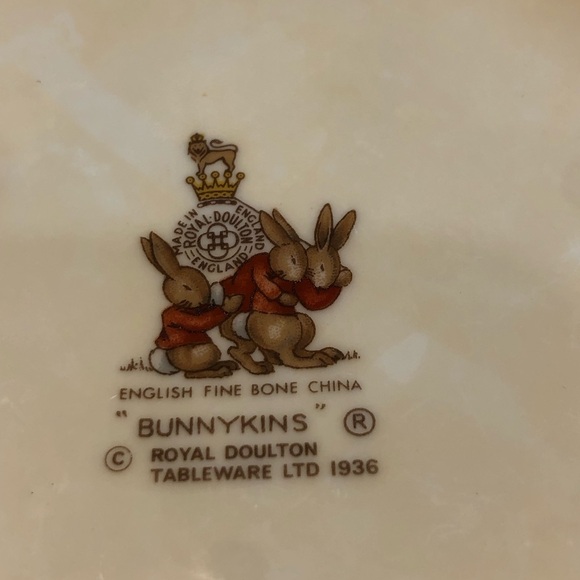 MADE IN ENGLAND
ROYAL·DOULTON
ENGLAND
ENGLISH FINE BONE CHINA
"BUNNYKINS" ®
© ROYAL DOULTON
TABLEWARE LTD 1936